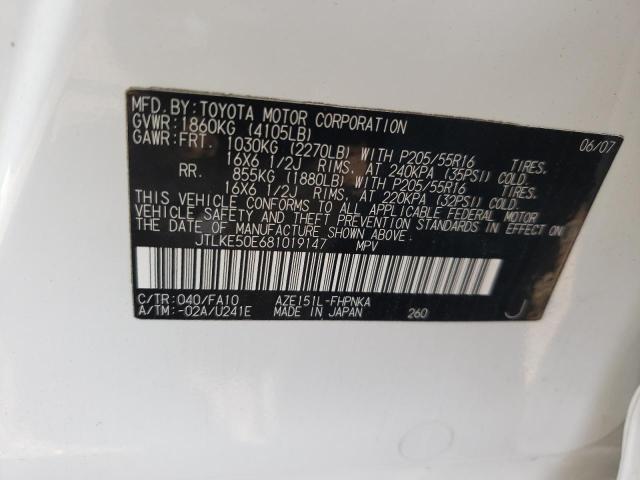 MFD.BY:TOYOTA MOTOR CORPORATION 06/07
GVWR:1860KG (4105LB)
GAWR:FRT. 1030KG (2270LB) WITH P205/55R16 TIRES,
16X6 1/2J RIMS, AT 240KPA (35PSI) COLD
RR. 855KG (1880LB) WITH P205/55R16 TIRES,
16X6 1/2J RIMS, AT 220KPA (32PSI) COLD
THIS VEHICLE CONFORMS TO ALL APPLICABLE FEDERAL MOTOR
VEHICLE SAFETY AND THEFT PREVENTION STANDARDS IN EFFECT ON
THE DATE OF MANUFACTURE SHOWN ABOVE.
JTLKE50E681019147 MPV
C/TR:040/FA10 AZE151L-FHPNKA
A/TM:-02A/U241E MADE IN JAPAN 260 J